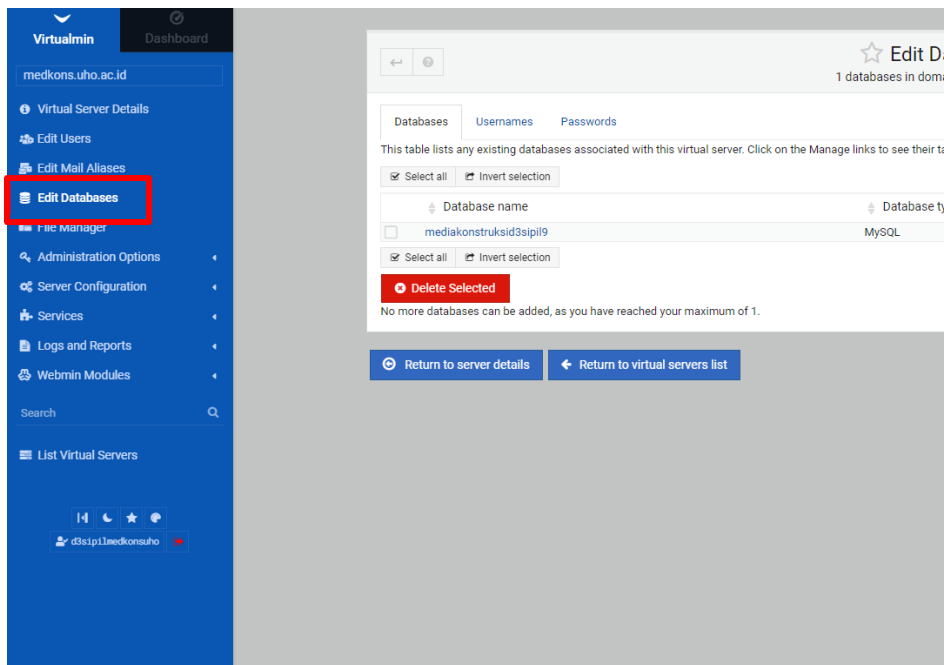 Virtualmin
Dashboard
medkons.uho.ac.id
Virtual Server Details
Edit Users
Edit Mail Aliases
Edit Databases
File Manager
Administration Options
Server Configuration
Services
Logs and Reports
Webmin Modules
Search
List Virtual Servers
d3sipilmedkonsuho
Edit Da
1 databases in doma
Databases Usernames Passwords
This table lists any existing databases associated with this virtual server. Click on the Manage links to see their ta
Select all Invert selection
Database name Database ty
mediakonstruksid3sipil9 MySQL
Select all Invert selection
Delete Selected
No more databases can be added, as you have reached your maximum of 1.
Return to server details Return to virtual servers list